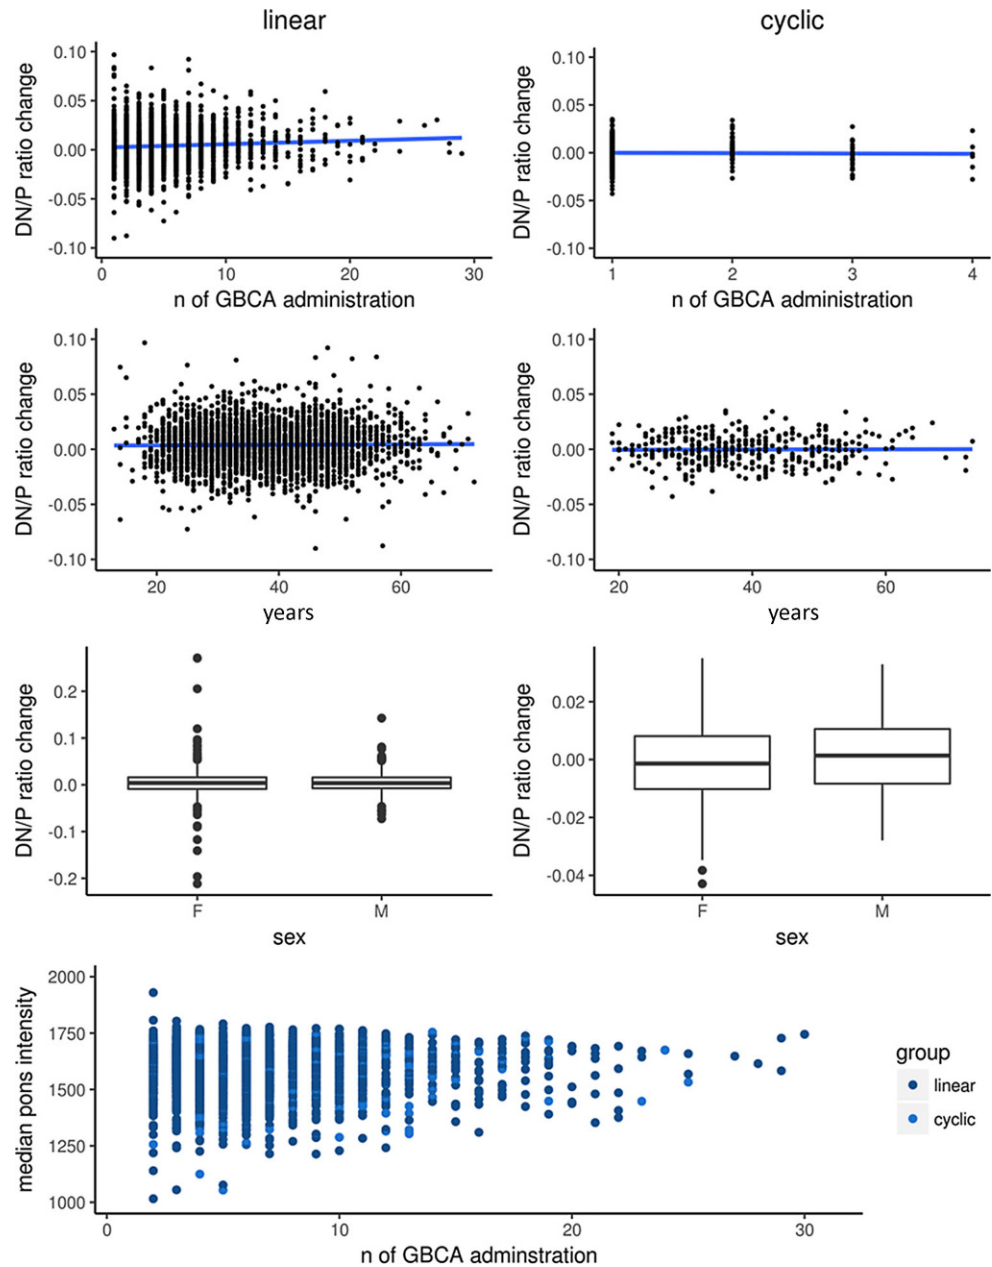 linear
cyclic
DN/P ratio change
0.10
0.05
0.00
-0.05
-0.10
0
10
20
30
n of GBCA administration
DN/P ratio change
0.10
0.05
0.00
-0.05
-0.10
1
2
3
4
n of GBCA administration
DN/P ratio change
0.10
0.05
0.00
-0.05
-0.10
20
40
60
years
DN/P ratio change
0.10
0.05
0.00
-0.05
-0.10
20
40
60
years
DN/P ratio change
0.2
0.1
0.0
-0.1
-0.2
F
M
sex
DN/P ratio change
0.02
0.00
-0.02
-0.04
F
M
sex
median pons intensity
2000
1750
1500
1250
1000
0
10
20
30
n of GBCA adminstration
group
linear
cyclic